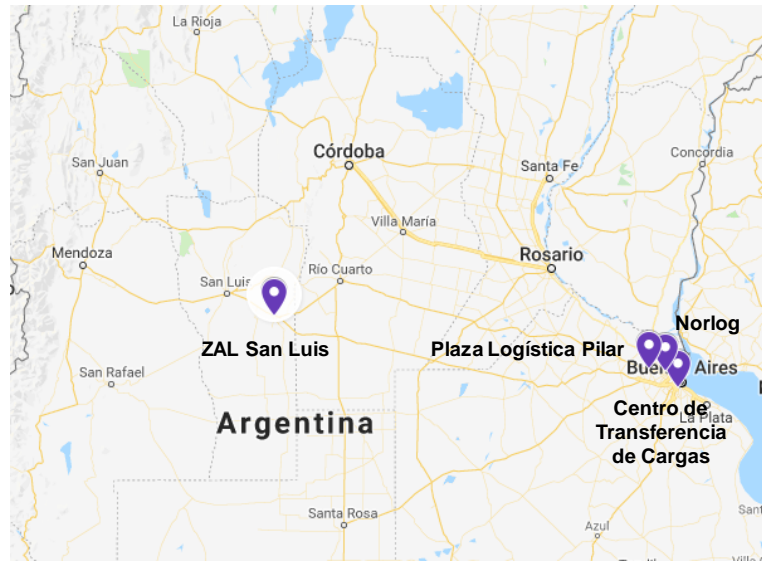 La Rioja
Córdoba
San Juan
Santa Fe
Concordia
Villa María
Mendoza
Rosario
San Luis
Río Cuarto
Norlog
ZAL San Luis
Plaza Logística Pilar
Buenos Aires
San Rafael
Centro de
Transferencia
de Cargas
La Plata
Argentina
Santa Rosa
Azul